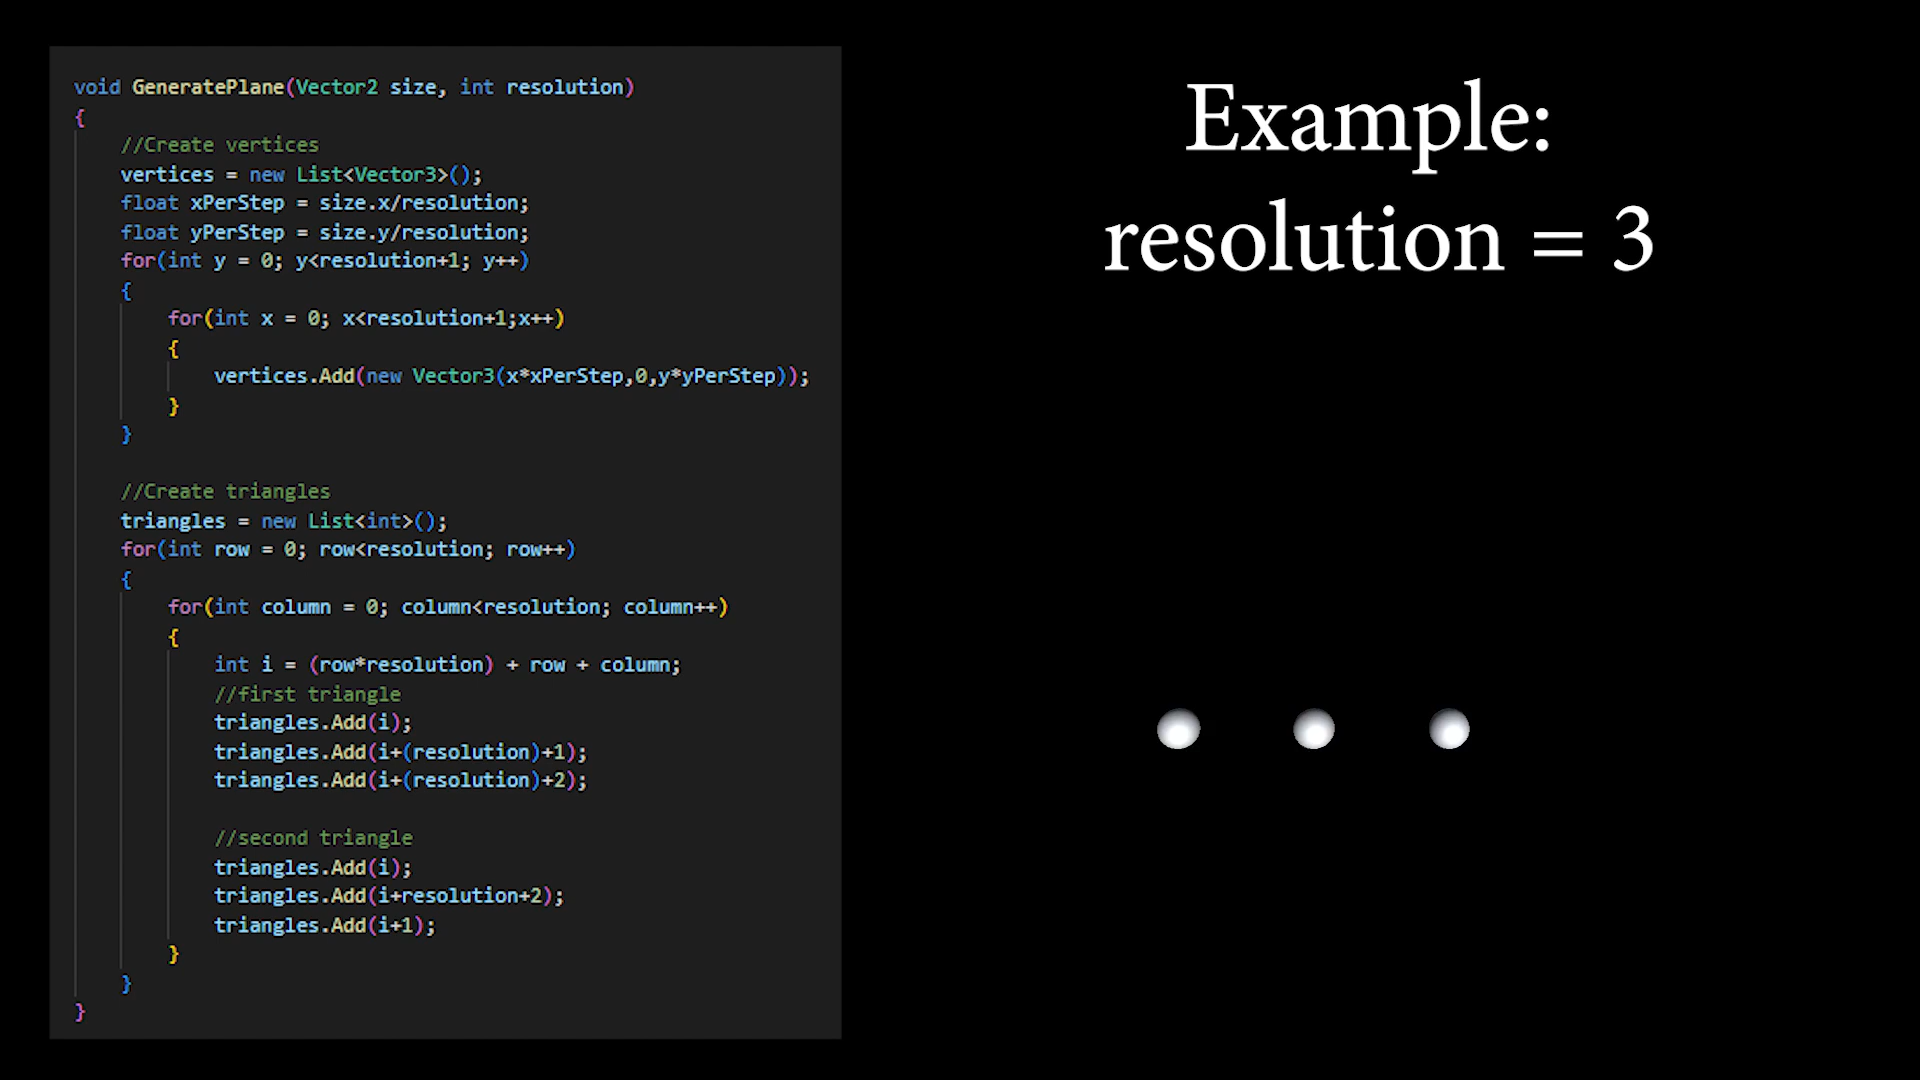 void GeneratePlane(Vector2 size, int resolution)
{
//Create vertices
vertices = new List<Vector3>();
float xPerStep = size.x/resolution;
float yPerStep = size.y/resolution;
for(int y = 0; y<resolution+1; y++)
{
for(int x = 0; x<resolution+1;x++)
{
vertices.Add(new Vector3(x*xPerStep,0,y*yPerStep));
}
}
//Create triangles
triangles = new List<int>();
for(int row = 0; row<resolution; row++)
{
for(int column = 0; column<resolution; column++)
{
int i = (row*resolution) + row + column;
//first triangle
triangles.Add(i);
triangles.Add(i+(resolution)+1);
triangles.Add(i+(resolution)+2);
//second triangle
triangles.Add(i);
triangles.Add(i+resolution+2);
triangles.Add(i+1);
}
}
}
Example:
resolution = 3